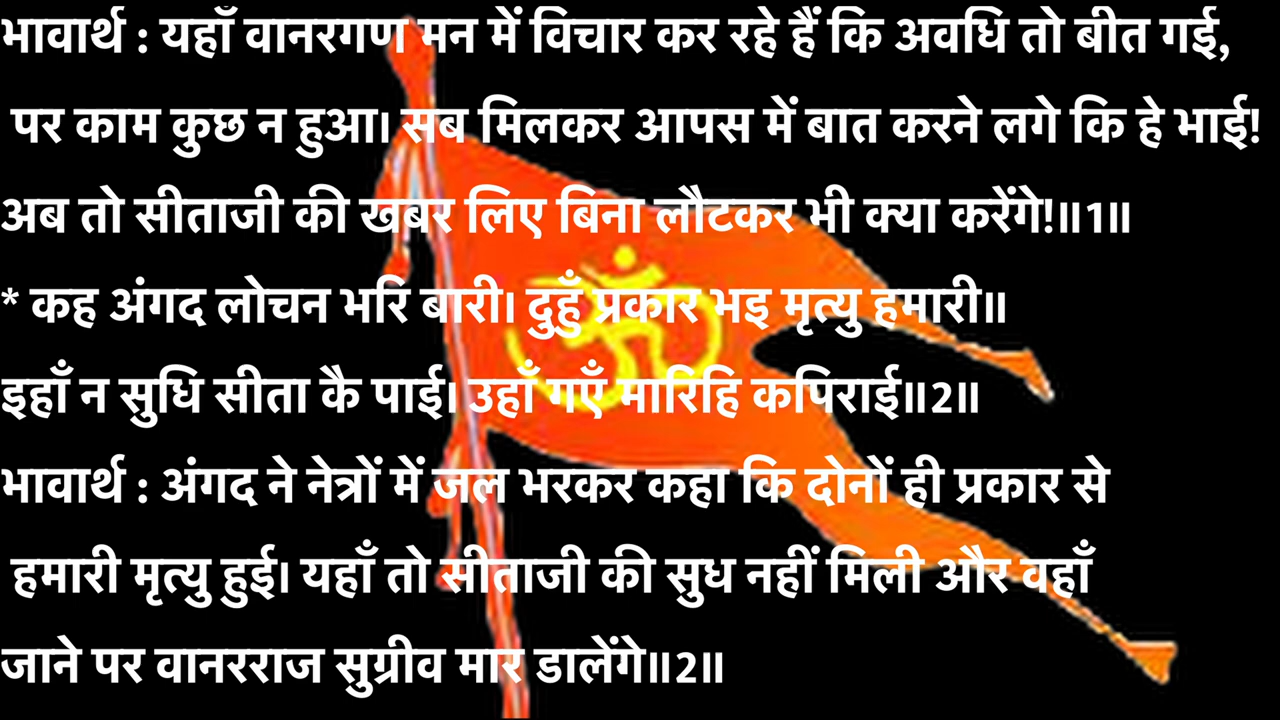 भावार्थ : यहाँ वानरगण मन में विचार कर रहे हैं कि अवधि तो बीत गई,
पर काम कुछ न हुआ। सब मिलकर आपस में बात करने लगे कि हे भाई!
अब तो सीताजी की खबर लिए बिना लौटकर भी क्या करेंगे!॥1॥
* कह अंगद लोचन भरि बारी। दुहुँ प्रकार भइ मृत्यु हमारी॥
इहाँ न सुधि सीता कै पाई। उहाँ गएँ मारिहि कपिराई॥2॥
भावार्थ : अंगद ने नेत्रों में जल भरकर कहा कि दोनों ही प्रकार से
हमारी मृत्यु हुई। यहाँ तो सीताजी की सुध नहीं मिली और वहाँ
जाने पर वानरराज सुग्रीव मार डालेंगे॥2॥
ॐ